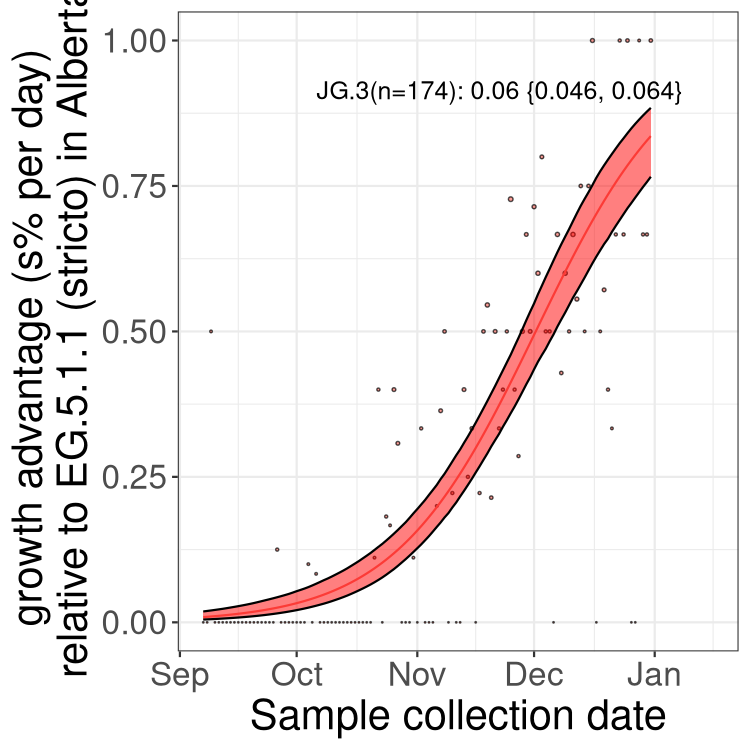 growth advantage (s% per day)
relative to EG.5.1.1 (stricto) in Alberta
1.00
0.75
0.50
0.25
0.00
JG.3(n=174): 0.06 {0.046, 0.064}
Sep Oct Nov Dec Jan
Sample collection date